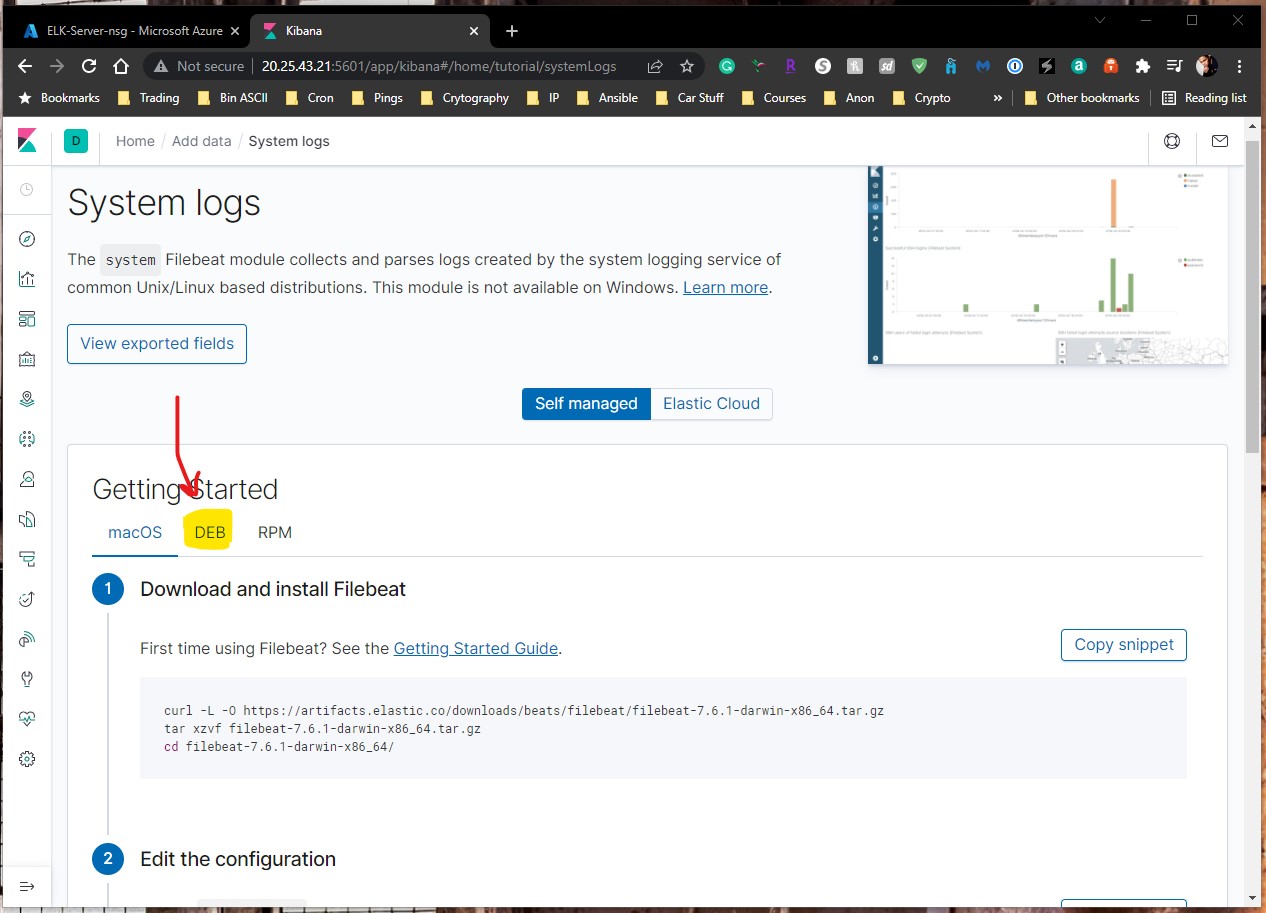 ELK-Server-nsg - Microsoft Azure
Kibana
Not secure
20.25.43.21:5601/app/kibana#/home/tutorial/systemLogs
Bookmarks
Trading
Bin ASCII
Cron
Pings
Crytography
IP
Ansible
Car Stuff
Courses
Anon
Crypto
»
Other bookmarks
Reading list
D
Home / Add data / System logs
System logs
The system Filebeat module collects and parses logs created by the system logging service of
common Unix/Linux based distributions. This module is not available on Windows. Learn more.
View exported fields
Self managed
Elastic Cloud
Getting Started
macOS
DEB
RPM
1
Download and install Filebeat
First time using Filebeat? See the Getting Started Guide.
Copy snippet
curl -L -O https://artifacts.elastic.co/downloads/beats/filebeat/filebeat-7.6.1-darwin-x86_64.tar.gz
tar xzvf filebeat-7.6.1-darwin-x86_64.tar.gz
cd filebeat-7.6.1-darwin-x86_64/
2
Edit the configuration